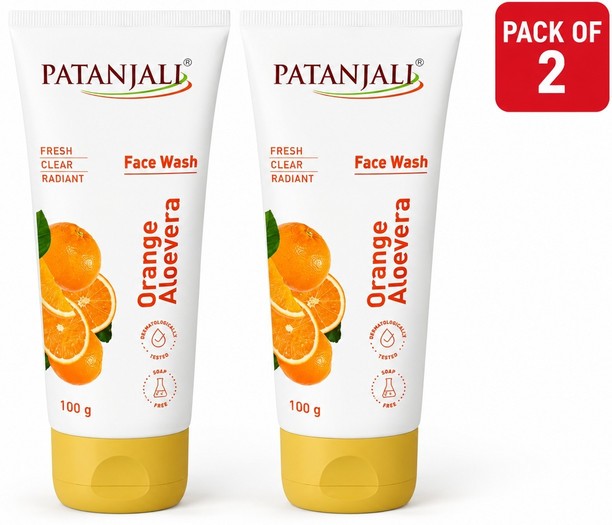 PATANJALI®
FRESH
CLEAR
RADIANT
Face Wash
Orange
Aloevera
DERMATOLOGICALLY
TESTED
SOAP
FREE
100 g
PATANJALI®
FRESH
CLEAR
RADIANT
Face Wash
Orange
Aloevera
DERMATOLOGICALLY
TESTED
SOAP
FREE
100 g
PACK OF
2